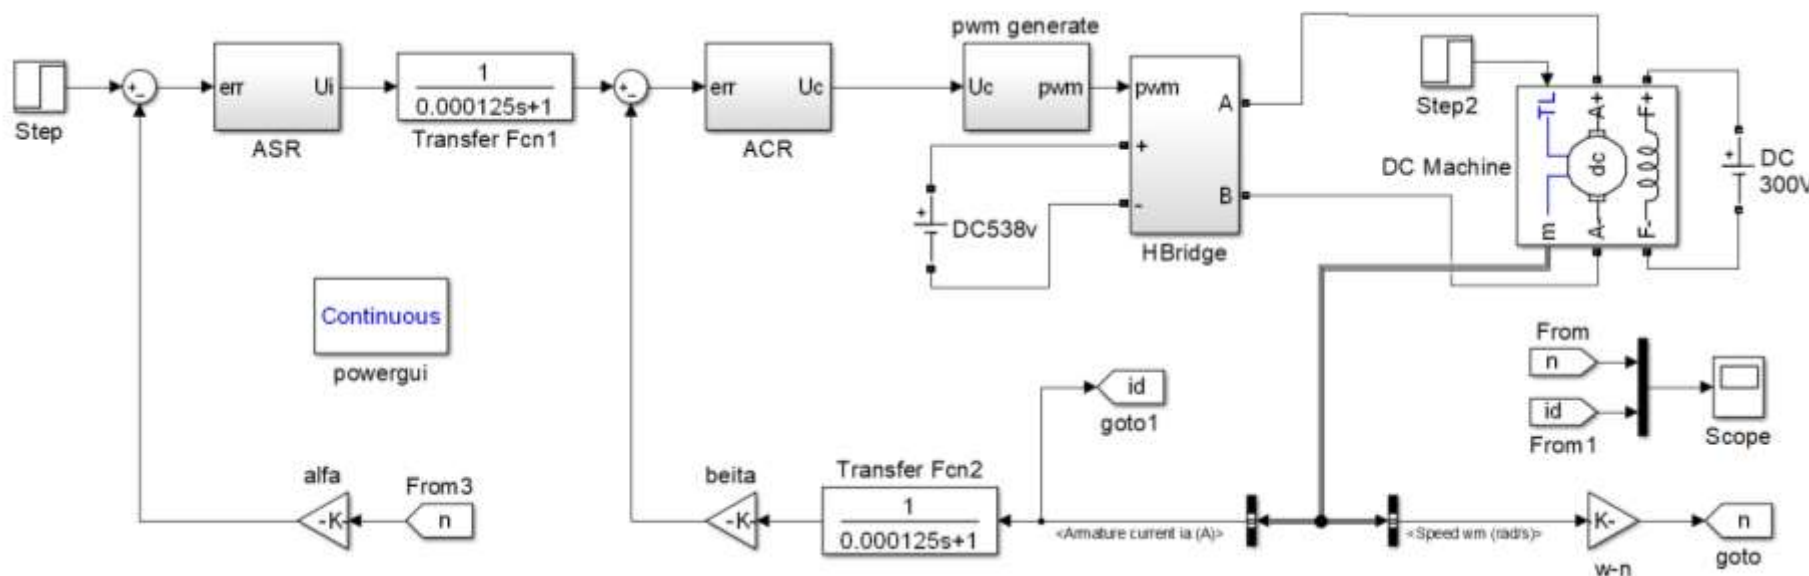 pwm generate
err
Ui
1
0.000125s+1
err
Uc
Uc
pwm
pwm
A
B
+
-
Step
ASR
Transfer Fcn1
ACR
DC538v
HBridge
Step2
DC Machine
TL
A+
F+
dc
m
A-
F-
DC
300V
Continuous
powergui
id
goto1
From
n
id
From1
Scope
alfa
-K-
From3
n
beita
-K-
Transfer Fcn2
1
0.000125s+1
<Armature current ia (A)>
<Speed wm (rad/s)>
K-
w-n
n
goto